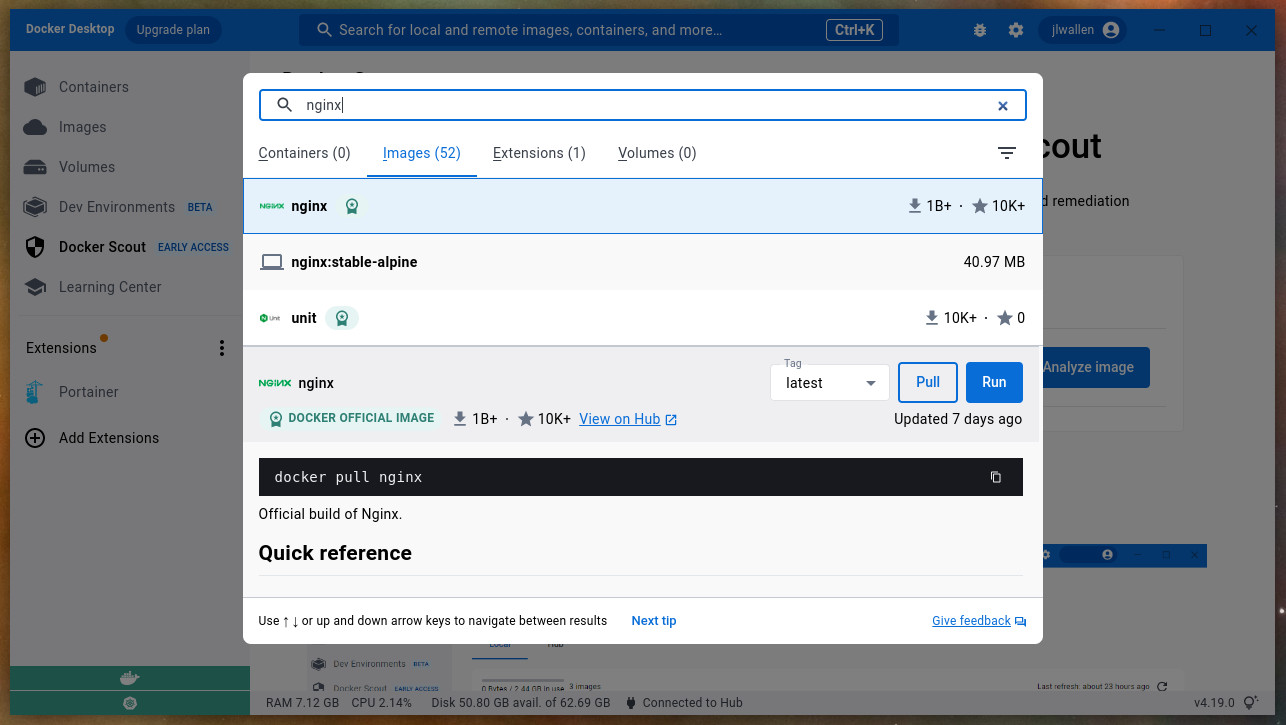 Docker Desktop
Upgrade plan
Search for local and remote images, containers, and more...
Ctrl+K
jlwallen
Containers
Images
Volumes
Dev Environments BETA
Docker Scout EARLY ACCESS
Learning Center
Extensions
Portainer
Add Extensions
nginx
Containers (0)
Images (52)
Extensions (1)
Volumes (0)
NGINX nginx 1B+ · 10K+
nginx:stable-alpine 40.97 MB
Unit unit 10K+ · 0
NGINX nginx
Tag
latest
Pull
Run
DOCKER OFFICIAL IMAGE 1B+ · 10K+ View on Hub
Updated 7 days ago
docker pull nginx
Official build of Nginx.
Quick reference
Use ↑ ↓ or up and down arrow keys to navigate between results
Next tip
Give feedback
cout
d remediation
Analyze image
Dev Environments BETA
Docker Scout EARLY ACCESS
Local
Hub
0 Bytes / 2.44 GB in use 3 images
Last refresh: about 23 hours ago
RAM 7.12 GB CPU 2.14% Disk 50.80 GB avail. of 62.69 GB Connected to Hub
v4.19.0